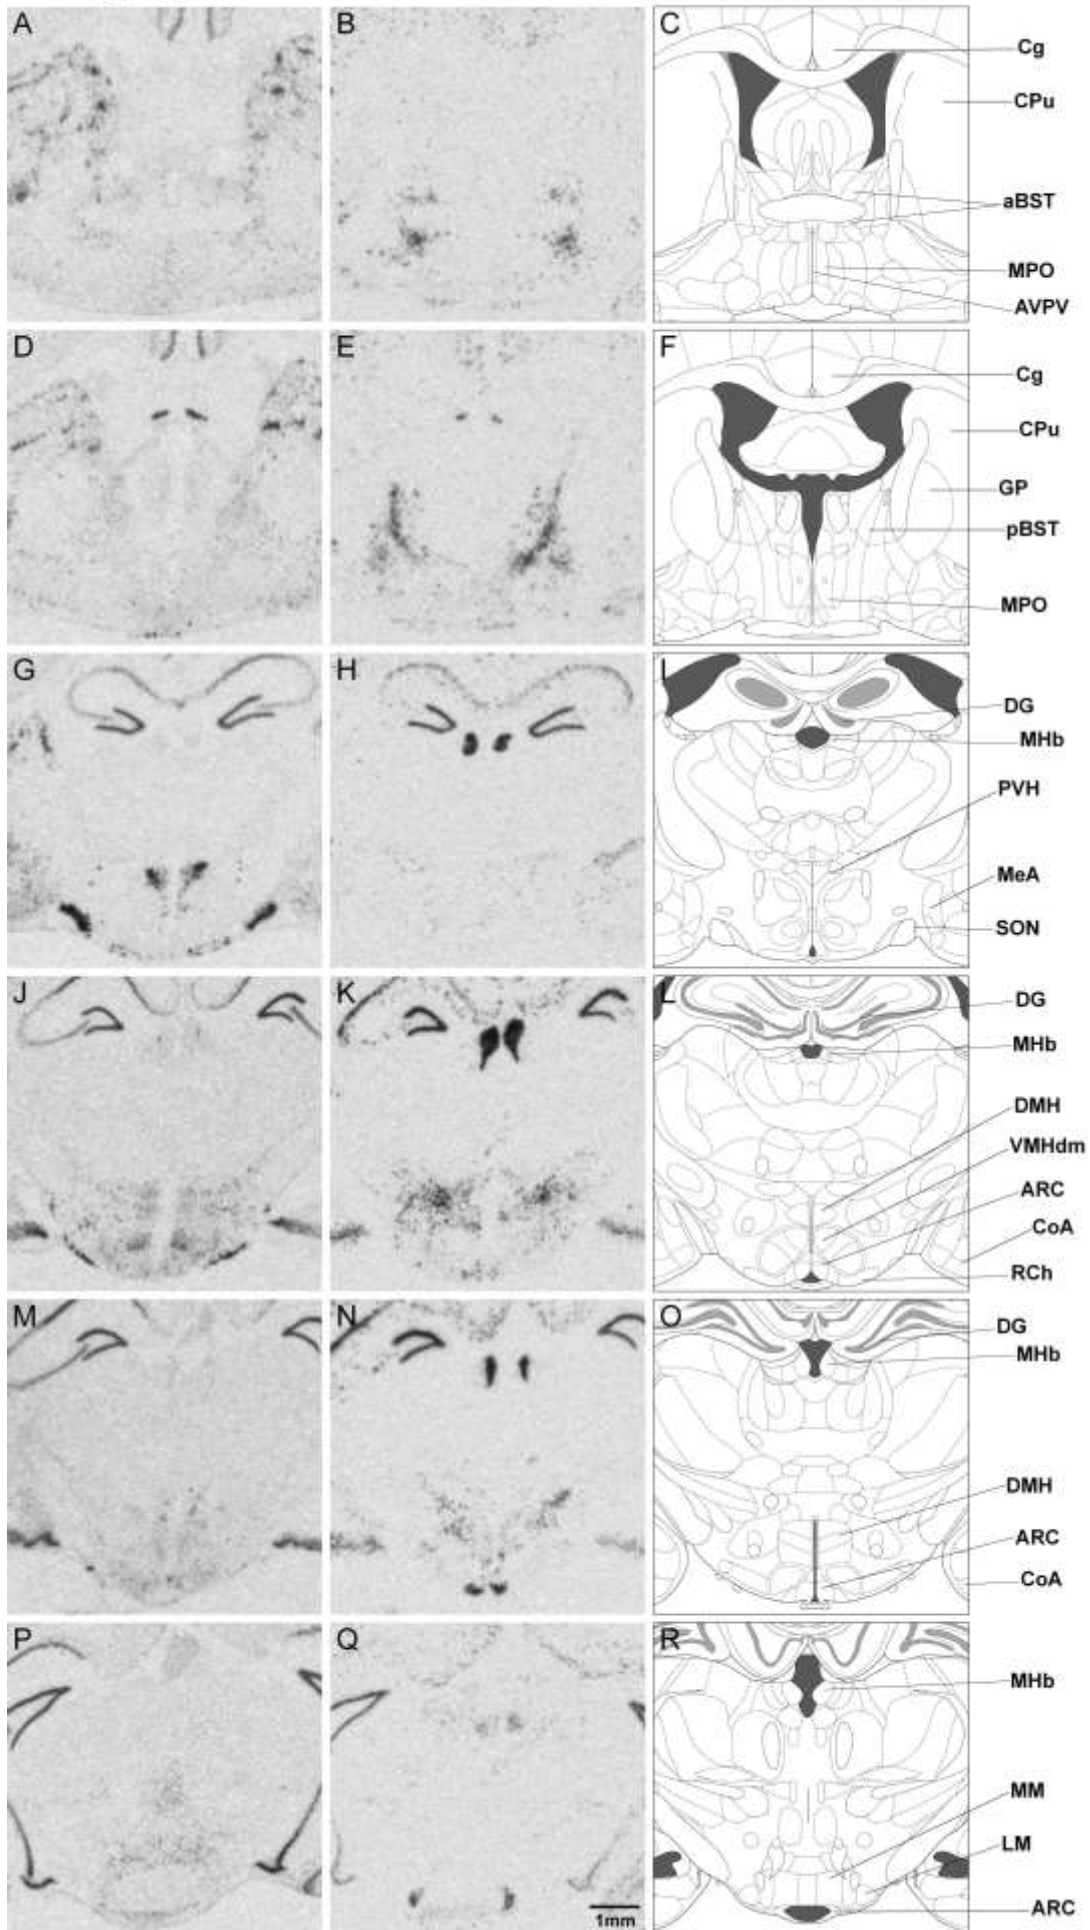 A
B
C
Cg
CPu
aBST
MPO
AVPV
D
E
F
Cg
CPu
GP
pBST
MPO
G
H
I
DG
MHb
PVH
MeA
SON
J
K
L
DG
MHb
DMH
VMHdm
ARC
CoA
RCh
M
N
O
DG
MHb
DMH
ARC
CoA
P
Q
R
MHb
MM
LM
ARC
1mm